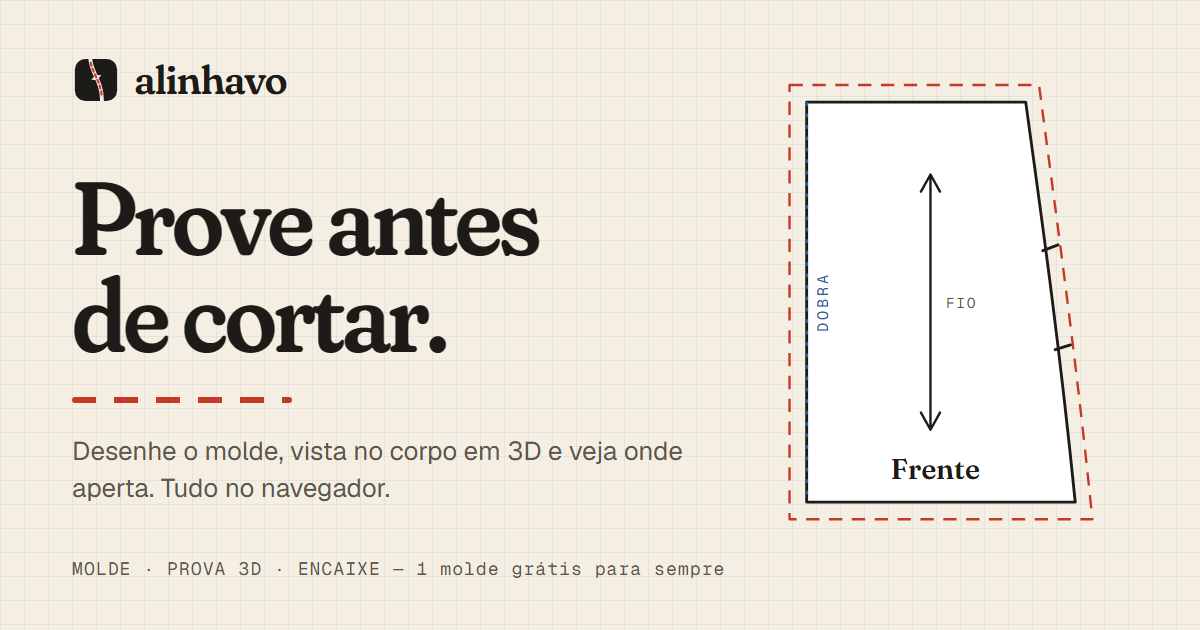 alinhavo
Prove antes
de cortar.
Desenhe o molde, vista no corpo em 3D e veja onde
aperta. Tudo no navegador.
MOLDE · PROVA 3D · ENCAIXE — 1 molde grátis para sempre
DOBRA
FIO
Frente